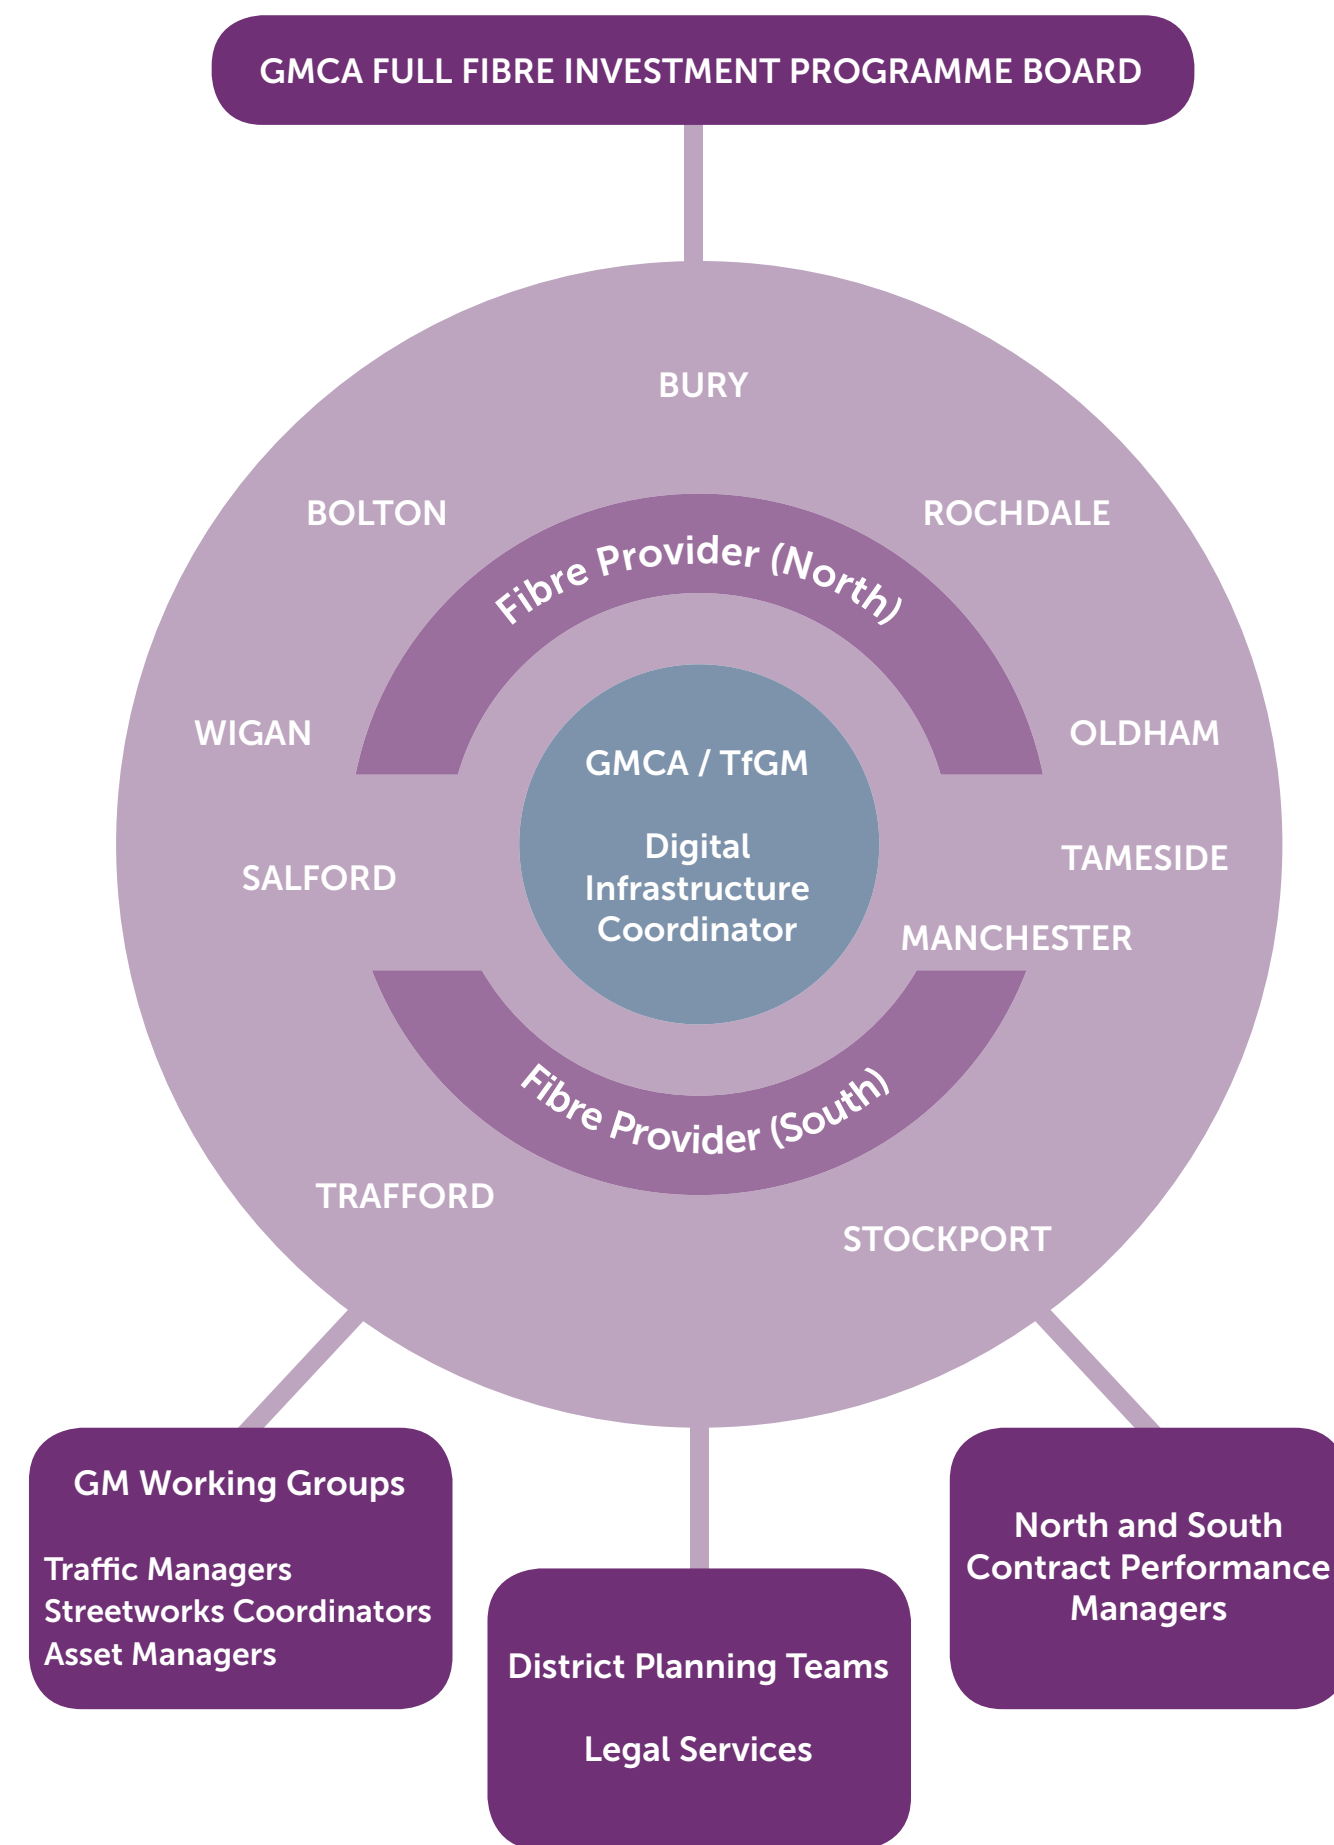 GMCA FULL FIBRE INVESTMENT PROGRAMME BOARD
BURY
BOLTON
ROCHDALE
Fibre Provider (North)
WIGAN
OLDHAM
GMCA / TfGM
Digital
Infrastructure
Coordinator
SALFORD
TAMESIDE
MANCHESTER
Fibre Provider (South)
TRAFFORD
STOCKPORT
GM Working Groups
Traffic Managers
Streetworks Coordinators
Asset Managers
District Planning Teams
Legal Services
North and South
Contract Performance
Managers